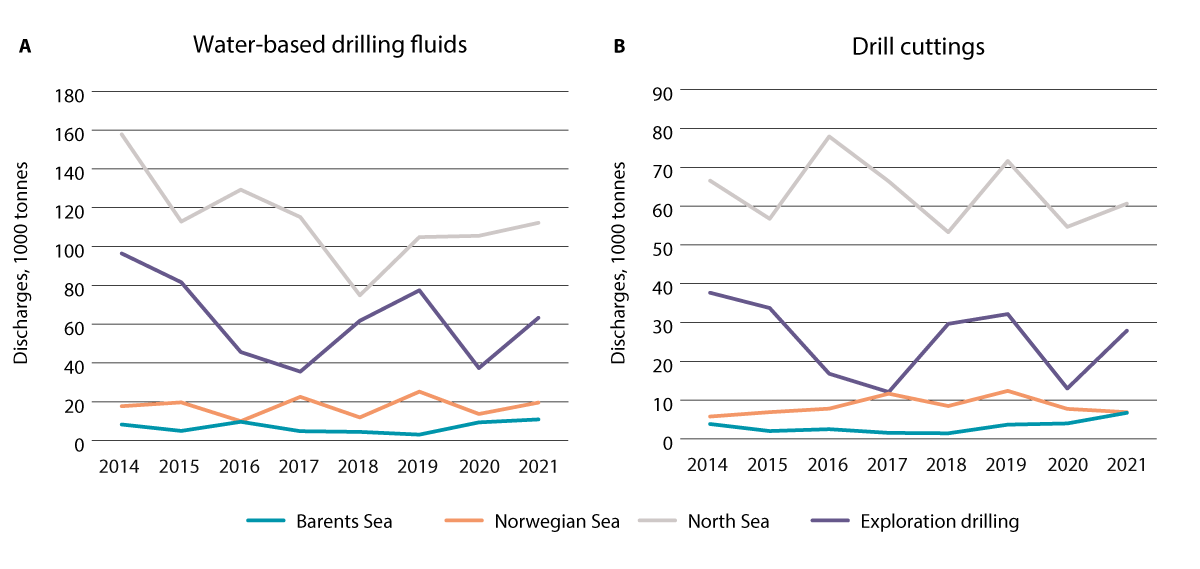 A
Water-based drilling fluids
Discharges, 1000 tonnes
180
160
140
120
100
80
60
40
20
0
2014 2015 2016 2017 2018 2019 2020 2021
B
Drill cuttings
Discharges, 1000 tonnes
90
80
70
60
50
40
30
20
10
0
2014 2015 2016 2017 2018 2019 2020 2021
Barents Sea Norwegian Sea North Sea Exploration drilling